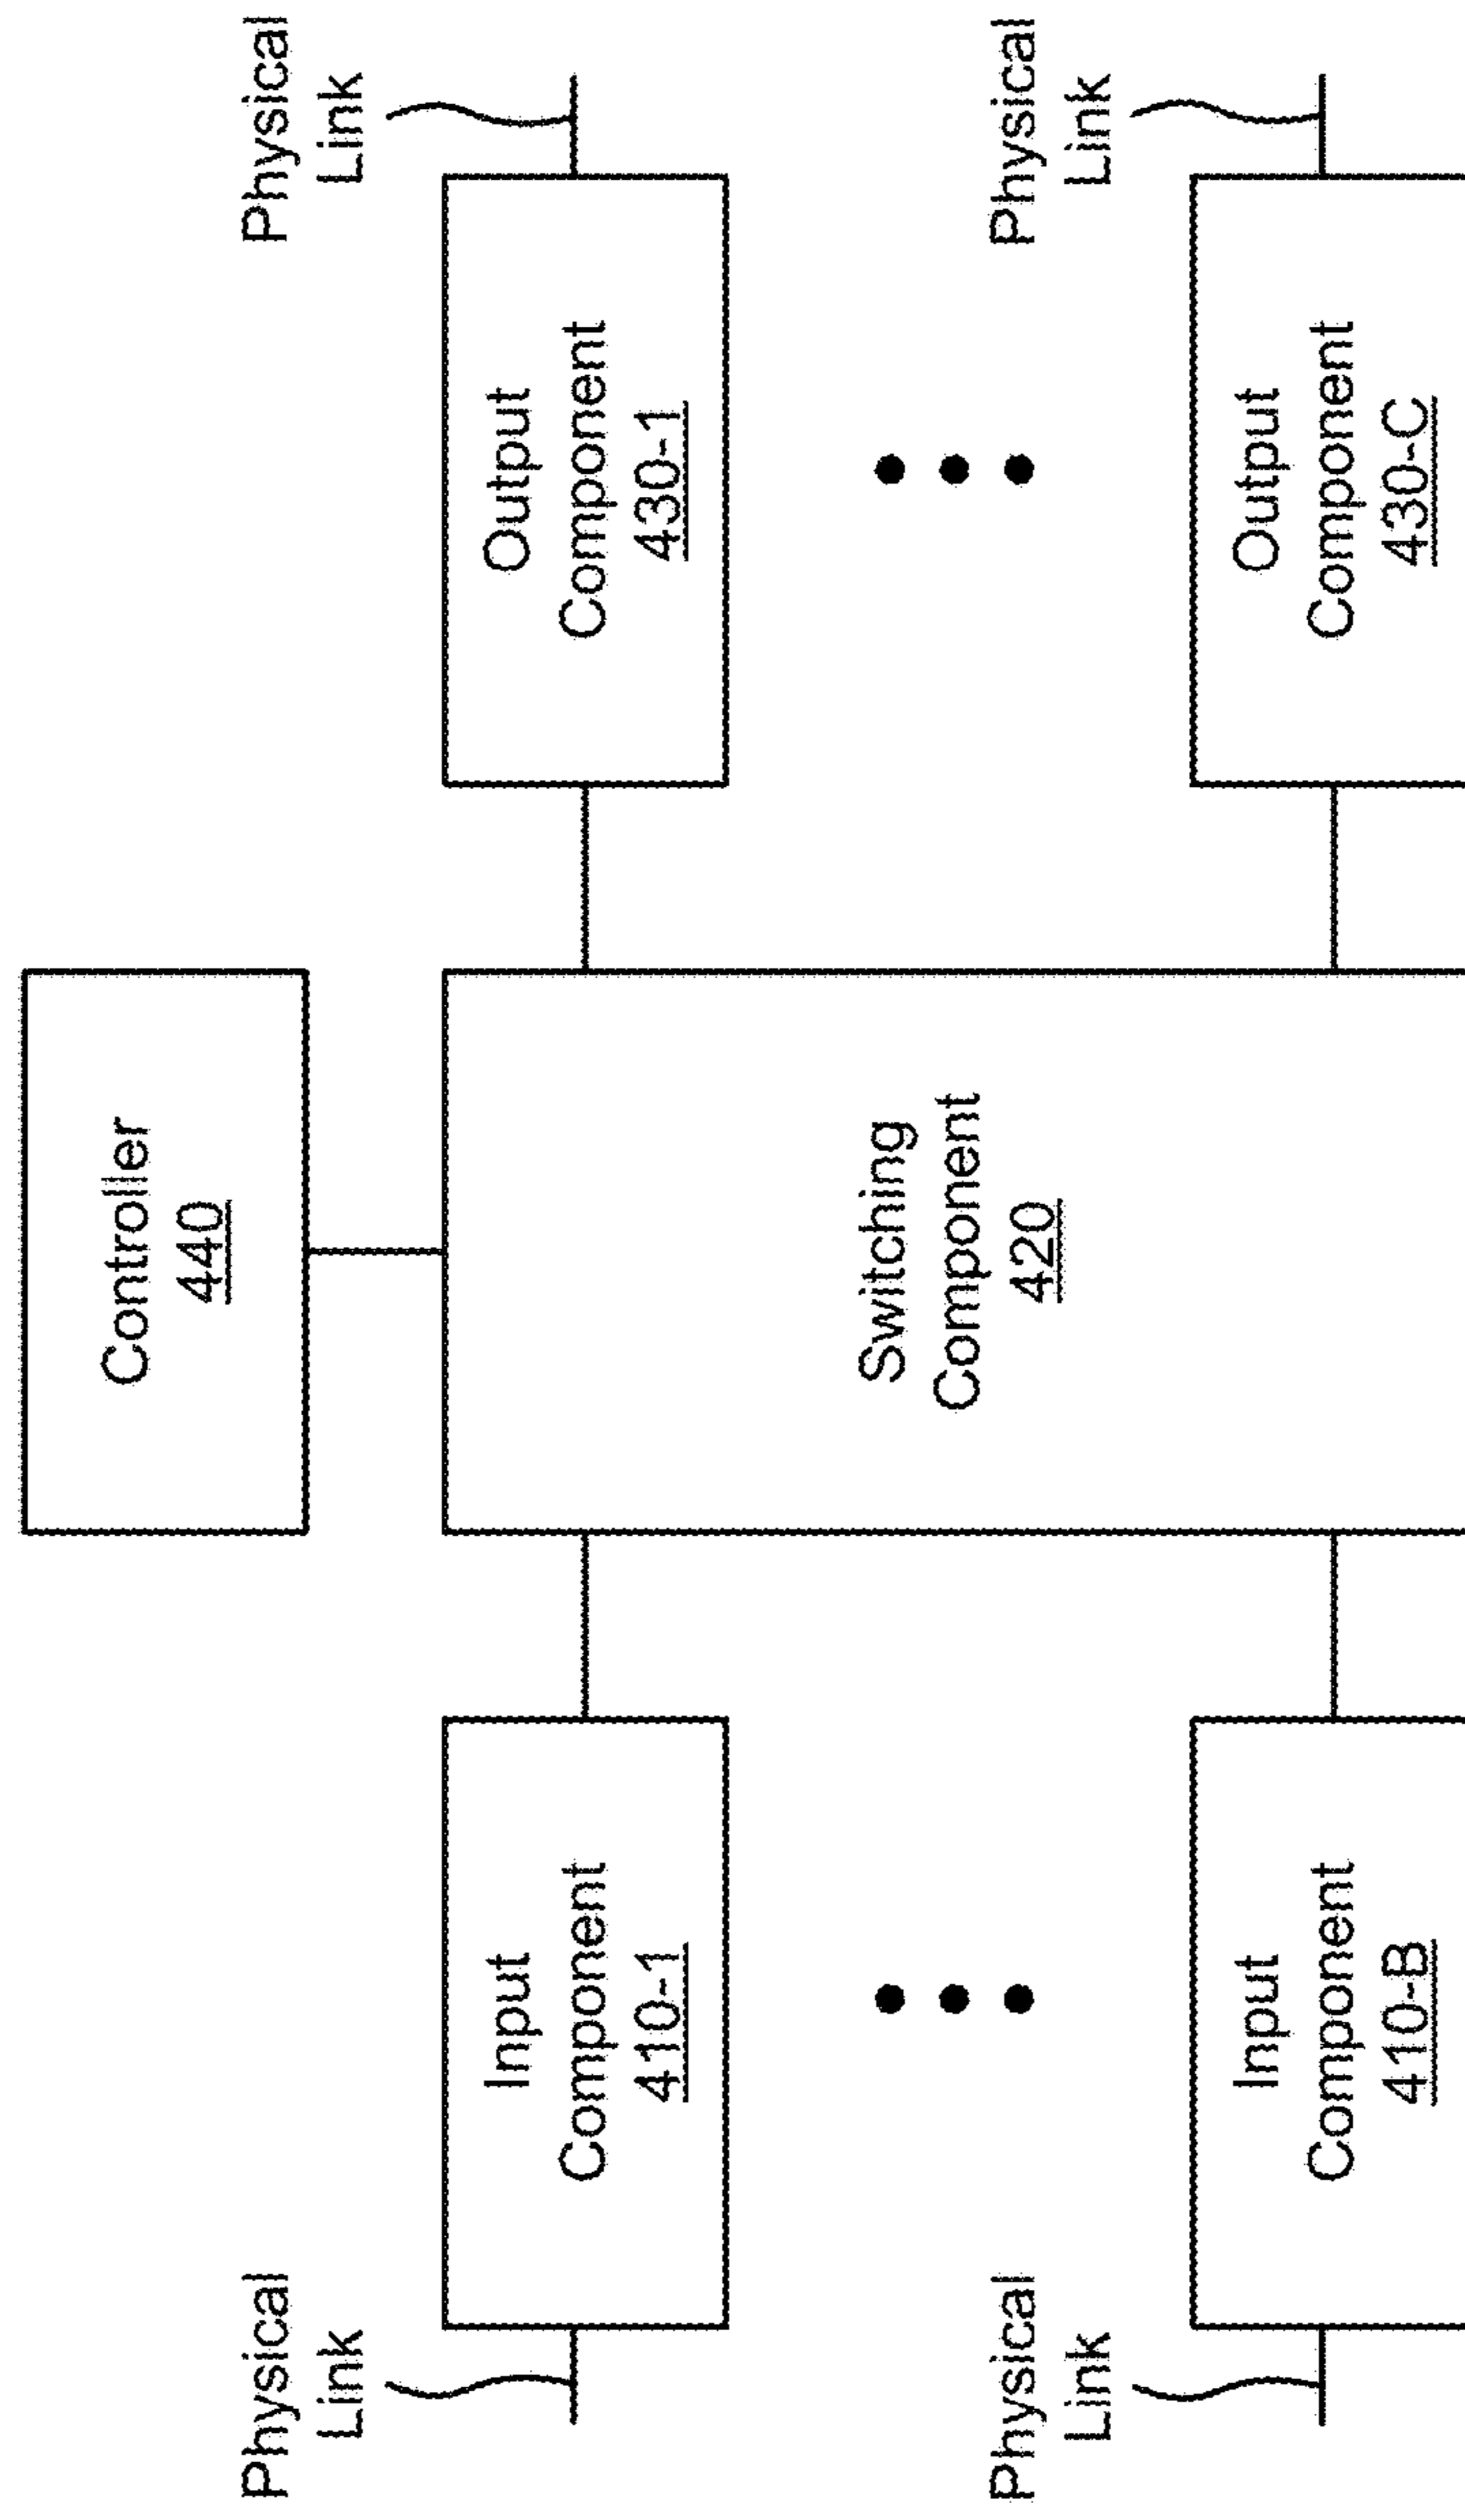 Controller
440
Physical
Link
Input
Component
410-1
Physical
Link
Output
Component
430-1
Switching
Component
420
Physical
Link
Input
Component
410-B
Physical
Link
Output
Component
430-C